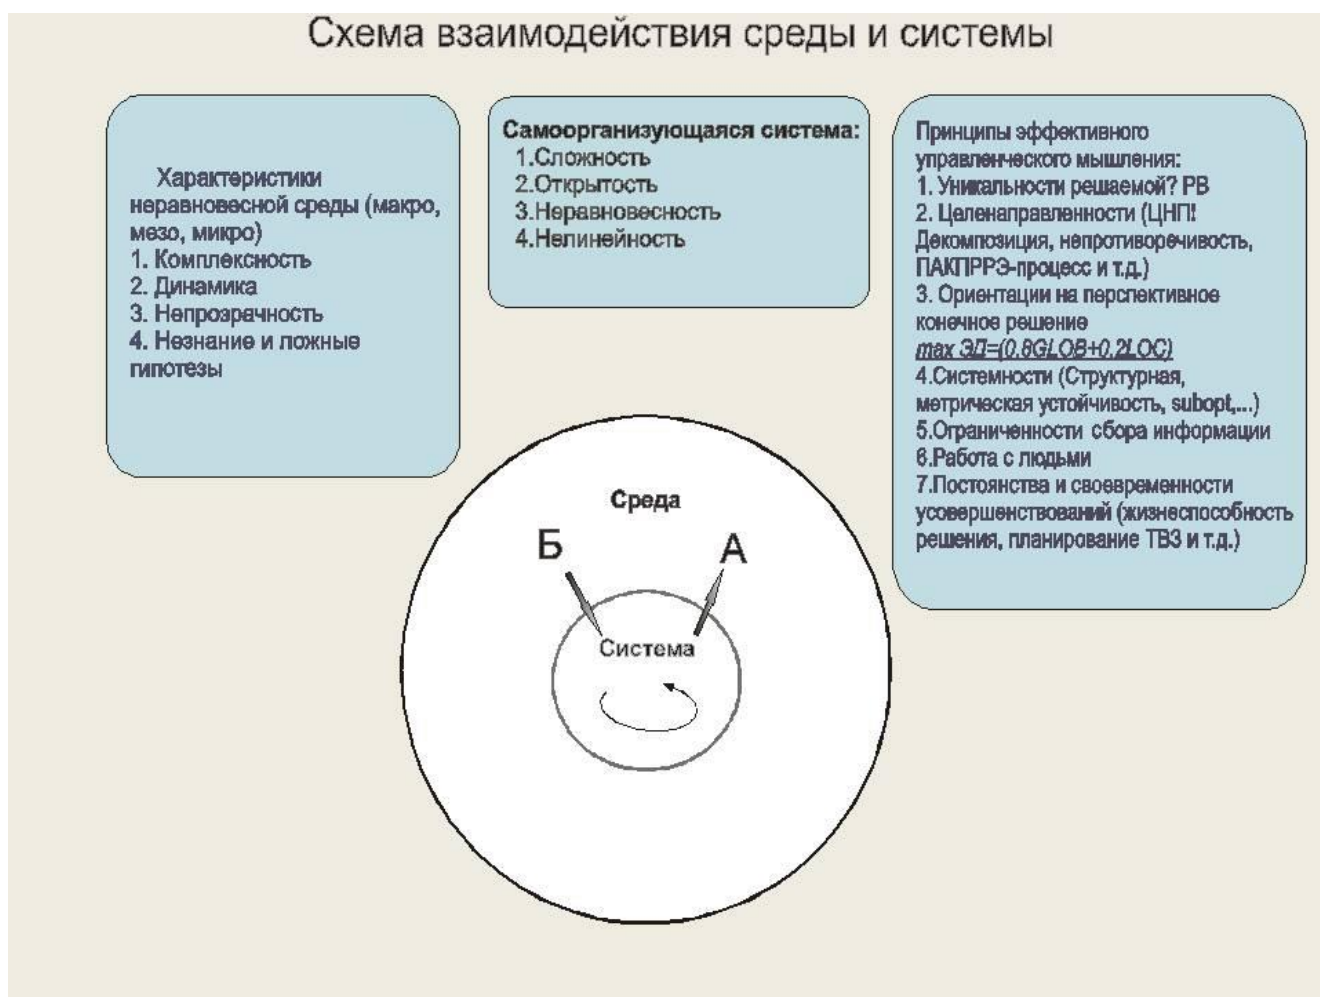 Схема взаимодействия среды и системы
Характеристики
неравновесной среды (макро,
мезо, микро)
1. Комплексность
2. Динамика
3. Непрозрачность
4. Незнание и ложные
гипотезы
Самоорганизующаяся система:
1.Сложность
2.Открытость
3.Неравновесность
4.Нелинейность
Принципы эффективного
управленческого мышления:
1. Уникальности решаемой? РВ
2. Целенаправленности (ЦНП!
Декомпозиция, непротиворечивость,
ПАКПРРЭ-процесс и т.д.)
3. Ориентации на перспективное
конечное решение
max ЭД=(0.8GLOB+0.2LOC)
4.Системности (Структурная,
метрическая устойчивость, subopt,...)
5.Ограниченности сбора информации
6.Работа с людьми
7.Постоянства и своевременности
усовершенствований (жизнеспособность
решения, планирование ТВЗ и т.д.)
Среда
Б
А
Система